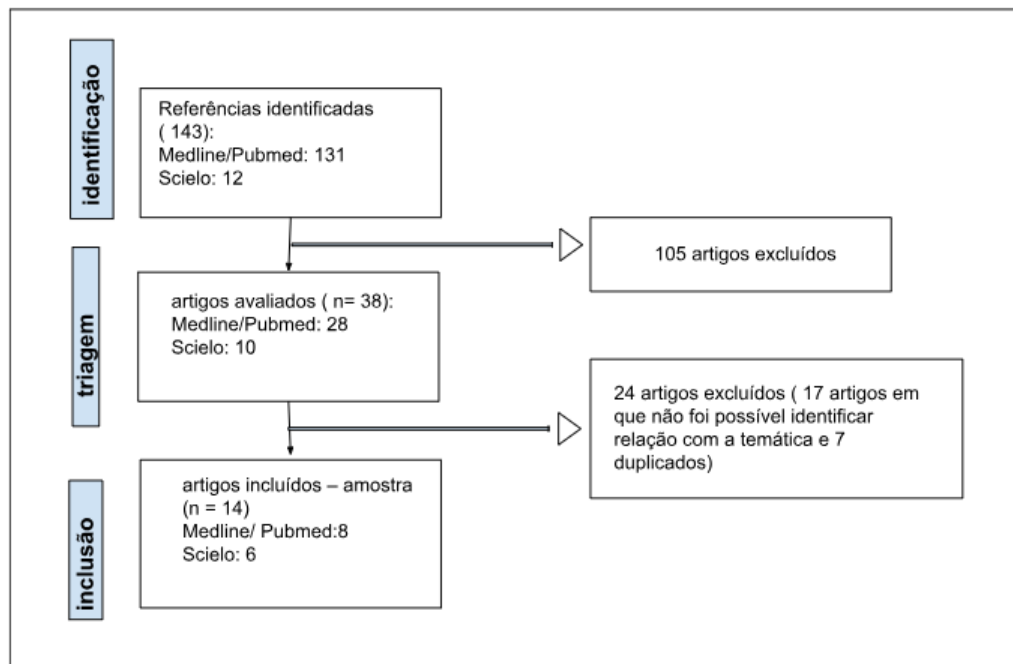 identificação
Referências identificadas
( 143):
Medline/Pubmed: 131
Scielo: 12
105 artigos excluídos
triagem
artigos avaliados ( n= 38):
Medline/Pubmed: 28
Scielo: 10
24 artigos excluídos ( 17 artigos em
que não foi possível identificar
relação com a temática e 7
duplicados)
inclusão
artigos incluídos – amostra
(n = 14)
Medline/ Pubmed:8
Scielo: 6